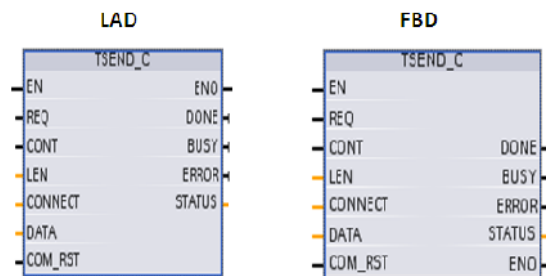 LAD FBD
TSEND_C TSEND_C
EN ENO EN
REQ DONE REQ
CONT BUSY CONT DONE
LEN ERROR LEN BUSY
CONNECT STATUS CONNECT ERROR
DATA DATA STATUS
COM_RST COM_RST ENO